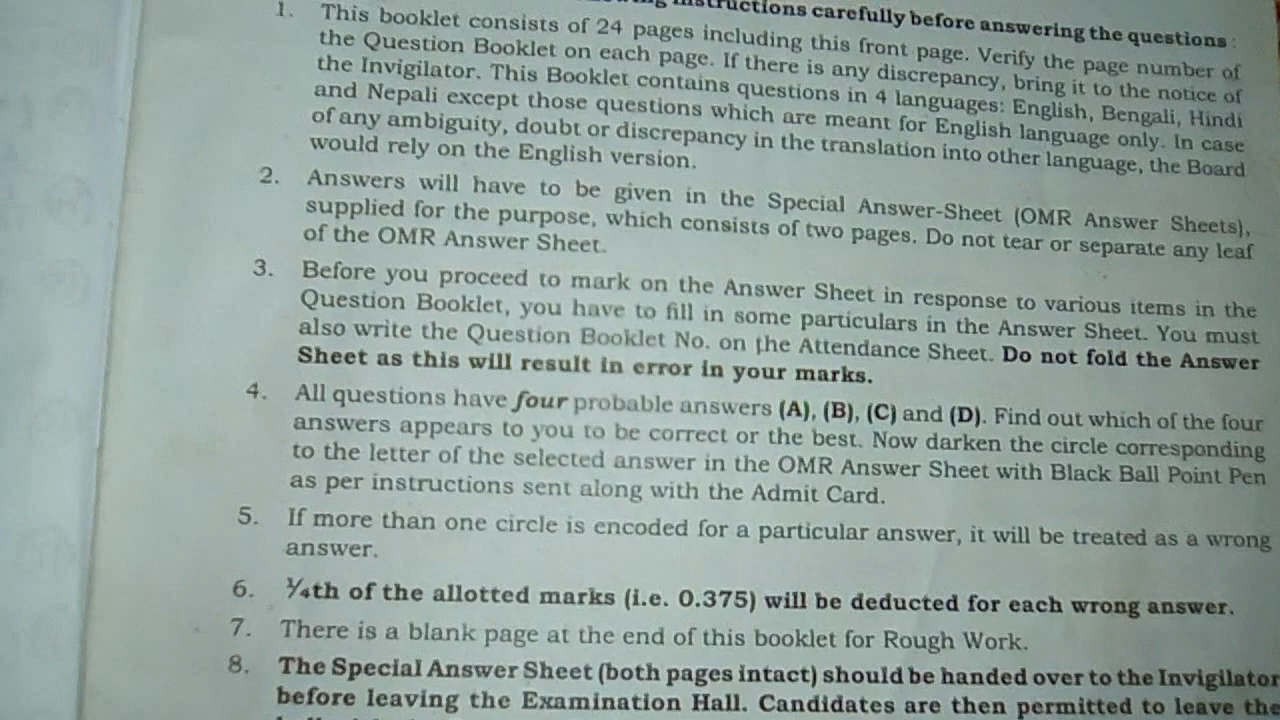 instructions carefully before answering the questions :
1. This booklet consists of 24 pages including this front page. Verify the page number of
the Question Booklet on each page. If there is any discrepancy, bring it to the notice of
the Invigilator. This Booklet contains questions in 4 languages: English, Bengali, Hindi
and Nepali except those questions which are meant for English language only. In case
of any ambiguity, doubt or discrepancy in the translation into other language, the Board
would rely on the English version.
2. Answers will have to be given in the Special Answer-Sheet (OMR Answer Sheets),
supplied for the purpose, which consists of two pages. Do not tear or separate any leaf
of the OMR Answer Sheet.
3. Before you proceed to mark on the Answer Sheet in response to various items in the
Question Booklet, you have to fill in some particulars in the Answer Sheet. You must
also write the Question Booklet No. on the Attendance Sheet. Do not fold the Answer
Sheet as this will result in error in your marks.
4. All questions have four probable answers (A), (B), (C) and (D). Find out which of the four
answers appears to you to be correct or the best. Now darken the circle corresponding
to the letter of the selected answer in the OMR Answer Sheet with Black Ball Point Pen
as per instructions sent along with the Admit Card.
5. If more than one circle is encoded for a particular answer, it will be treated as a wrong
answer.
6. ¼th of the allotted marks (i.e. 0.375) will be deducted for each wrong answer.
7. There is a blank page at the end of this booklet for Rough Work.
8. The Special Answer Sheet (both pages intact) should be handed over to the Invigilator
before leaving the Examination Hall. Candidates are then permitted to leave the